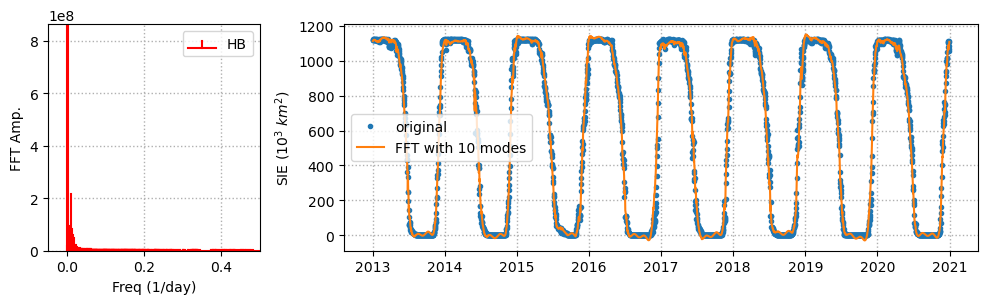 1e8
HB
FFT Amp.
8
6
4
2
0
0.0 0.2 0.4
Freq (1/day)
SIE (10³ km²)
1200
1000
800
600
400
200
0
original
FFT with 10 modes
2013 2014 2015 2016 2017 2018 2019 2020 2021